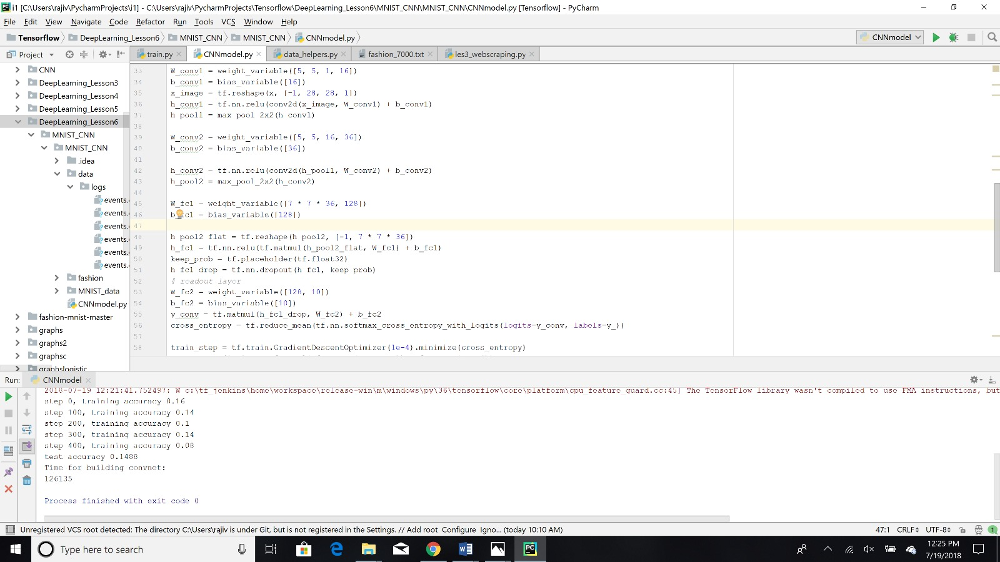 i1 [C:\Users\rajiv\PycharmProjects\i1] - C:\Users\rajiv\PycharmProjects\Tensorflow\DeepLearning_Lesson6\MNIST_CNN\MNIST_CNN\CNNmodel.py [Tensorflow] - PyCharm
File Edit View Navigate Code Refactor Run Tools VCS Window Help
Tensorflow DeepLearning_Lesson6 MNIST_CNN MNIST_CNN CNNmodel.py CNNmodel
Project train.py CNNmodel.py data_helpers.py fashion_7000.txt les3_webscraping.py
CNN
DeepLearning_Lesson3
DeepLearning_Lesson4
DeepLearning_Lesson5
DeepLearning_Lesson6
MNIST_CNN
MNIST_CNN
.idea
data
logs
events.
events.
events.
events.
events.
events.
fashion
MNIST_data
CNNmodel.py
fashion-mnist-master
graphs
graphs2
graphsc
graphslogistic
33 W_conv1 = weight_variable([5, 5, 1, 16])
34 b_conv1 = bias_variable([16])
35 x_image = tf.reshape(x, [-1, 28, 28, 1])
36 h_conv1 = tf.nn.relu(conv2d(x_image, W_conv1) + b_conv1)
37 h_pool1 = max_pool_2x2(h_conv1)
38
39 W_conv2 = weight_variable([5, 5, 16, 36])
40 b_conv2 = bias_variable([36])
41
42 h_conv2 = tf.nn.relu(conv2d(h_pool1, W_conv2) + b_conv2)
43 h_pool2 = max_pool_2x2(h_conv2)
44
45 W_fc1 = weight_variable([7 * 7 * 36, 128])
46 b_fc1 = bias_variable([128])
47
48 h_pool2_flat = tf.reshape(h_pool2, [-1, 7 * 7 * 36])
49 h_fc1 = tf.nn.relu(tf.matmul(h_pool2_flat, W_fc1) + b_fc1)
50 keep_prob = tf.placeholder(tf.float32)
51 h_fc1_drop = tf.nn.dropout(h_fc1, keep_prob)
52 # readout layer
53 W_fc2 = weight_variable([128, 10])
54 b_fc2 = bias_variable([10])
55 y_conv = tf.matmul(h_fc1_drop, W_fc2) + b_fc2
56 cross_entropy = tf.reduce_mean(tf.nn.softmax_cross_entropy_with_logits(logits=y_conv, labels=y_))
57
58 train_step = tf.train.GradientDescentOptimizer(1e-4).minimize(cross_entropy)
Run: CNNmodel
2018-07-19 12:21:41.752497: W c:\tf_jenkins\home\workspace\release-win\m\windows\py\36\tensorflow\core\platform\cpu_feature_guard.cc:45] The TensorFlow library wasn't compiled to use FMA instructions, but
step 0, training accuracy 0.16
step 100, training accuracy 0.14
step 200, training accuracy 0.1
step 300, training accuracy 0.14
step 400, training accuracy 0.08
test accuracy 0.1488
Time for building convnet:
126135
Process finished with exit code 0
Unregistered VCS root detected: The directory C:\Users\rajiv is under Git, but is not registered in the Settings. // Add root Configure Igno... (today 10:10 AM) 47:1 CRLF UTF-8 1
Type here to search
12:25 PM
7/19/2018